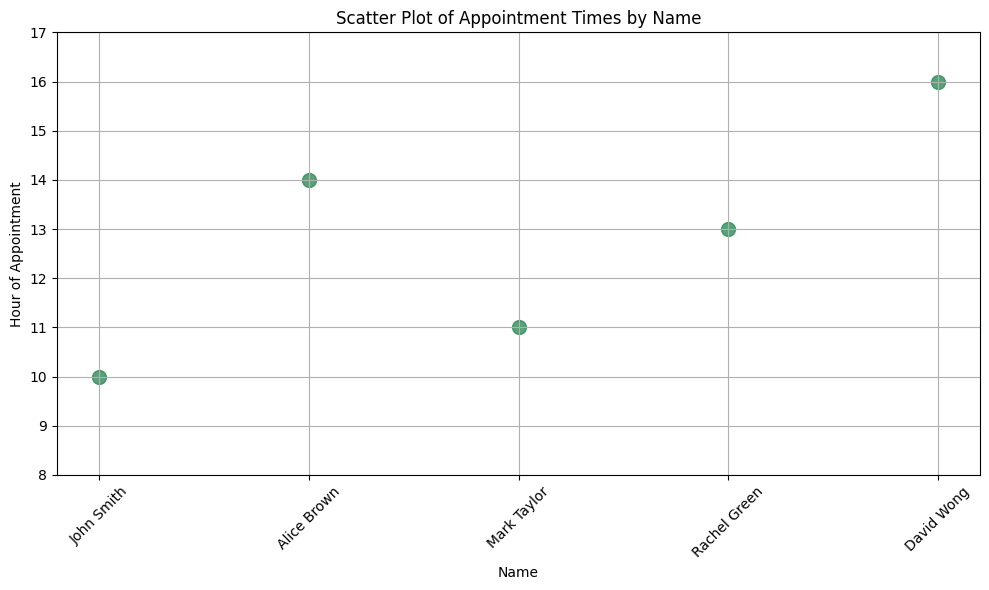 Scatter Plot of Appointment Times by Name
Hour of Appointment
17
16
15
14
13
12
11
10
9
8
John Smith
Alice Brown
Mark Taylor
Rachel Green
David Wong
Name